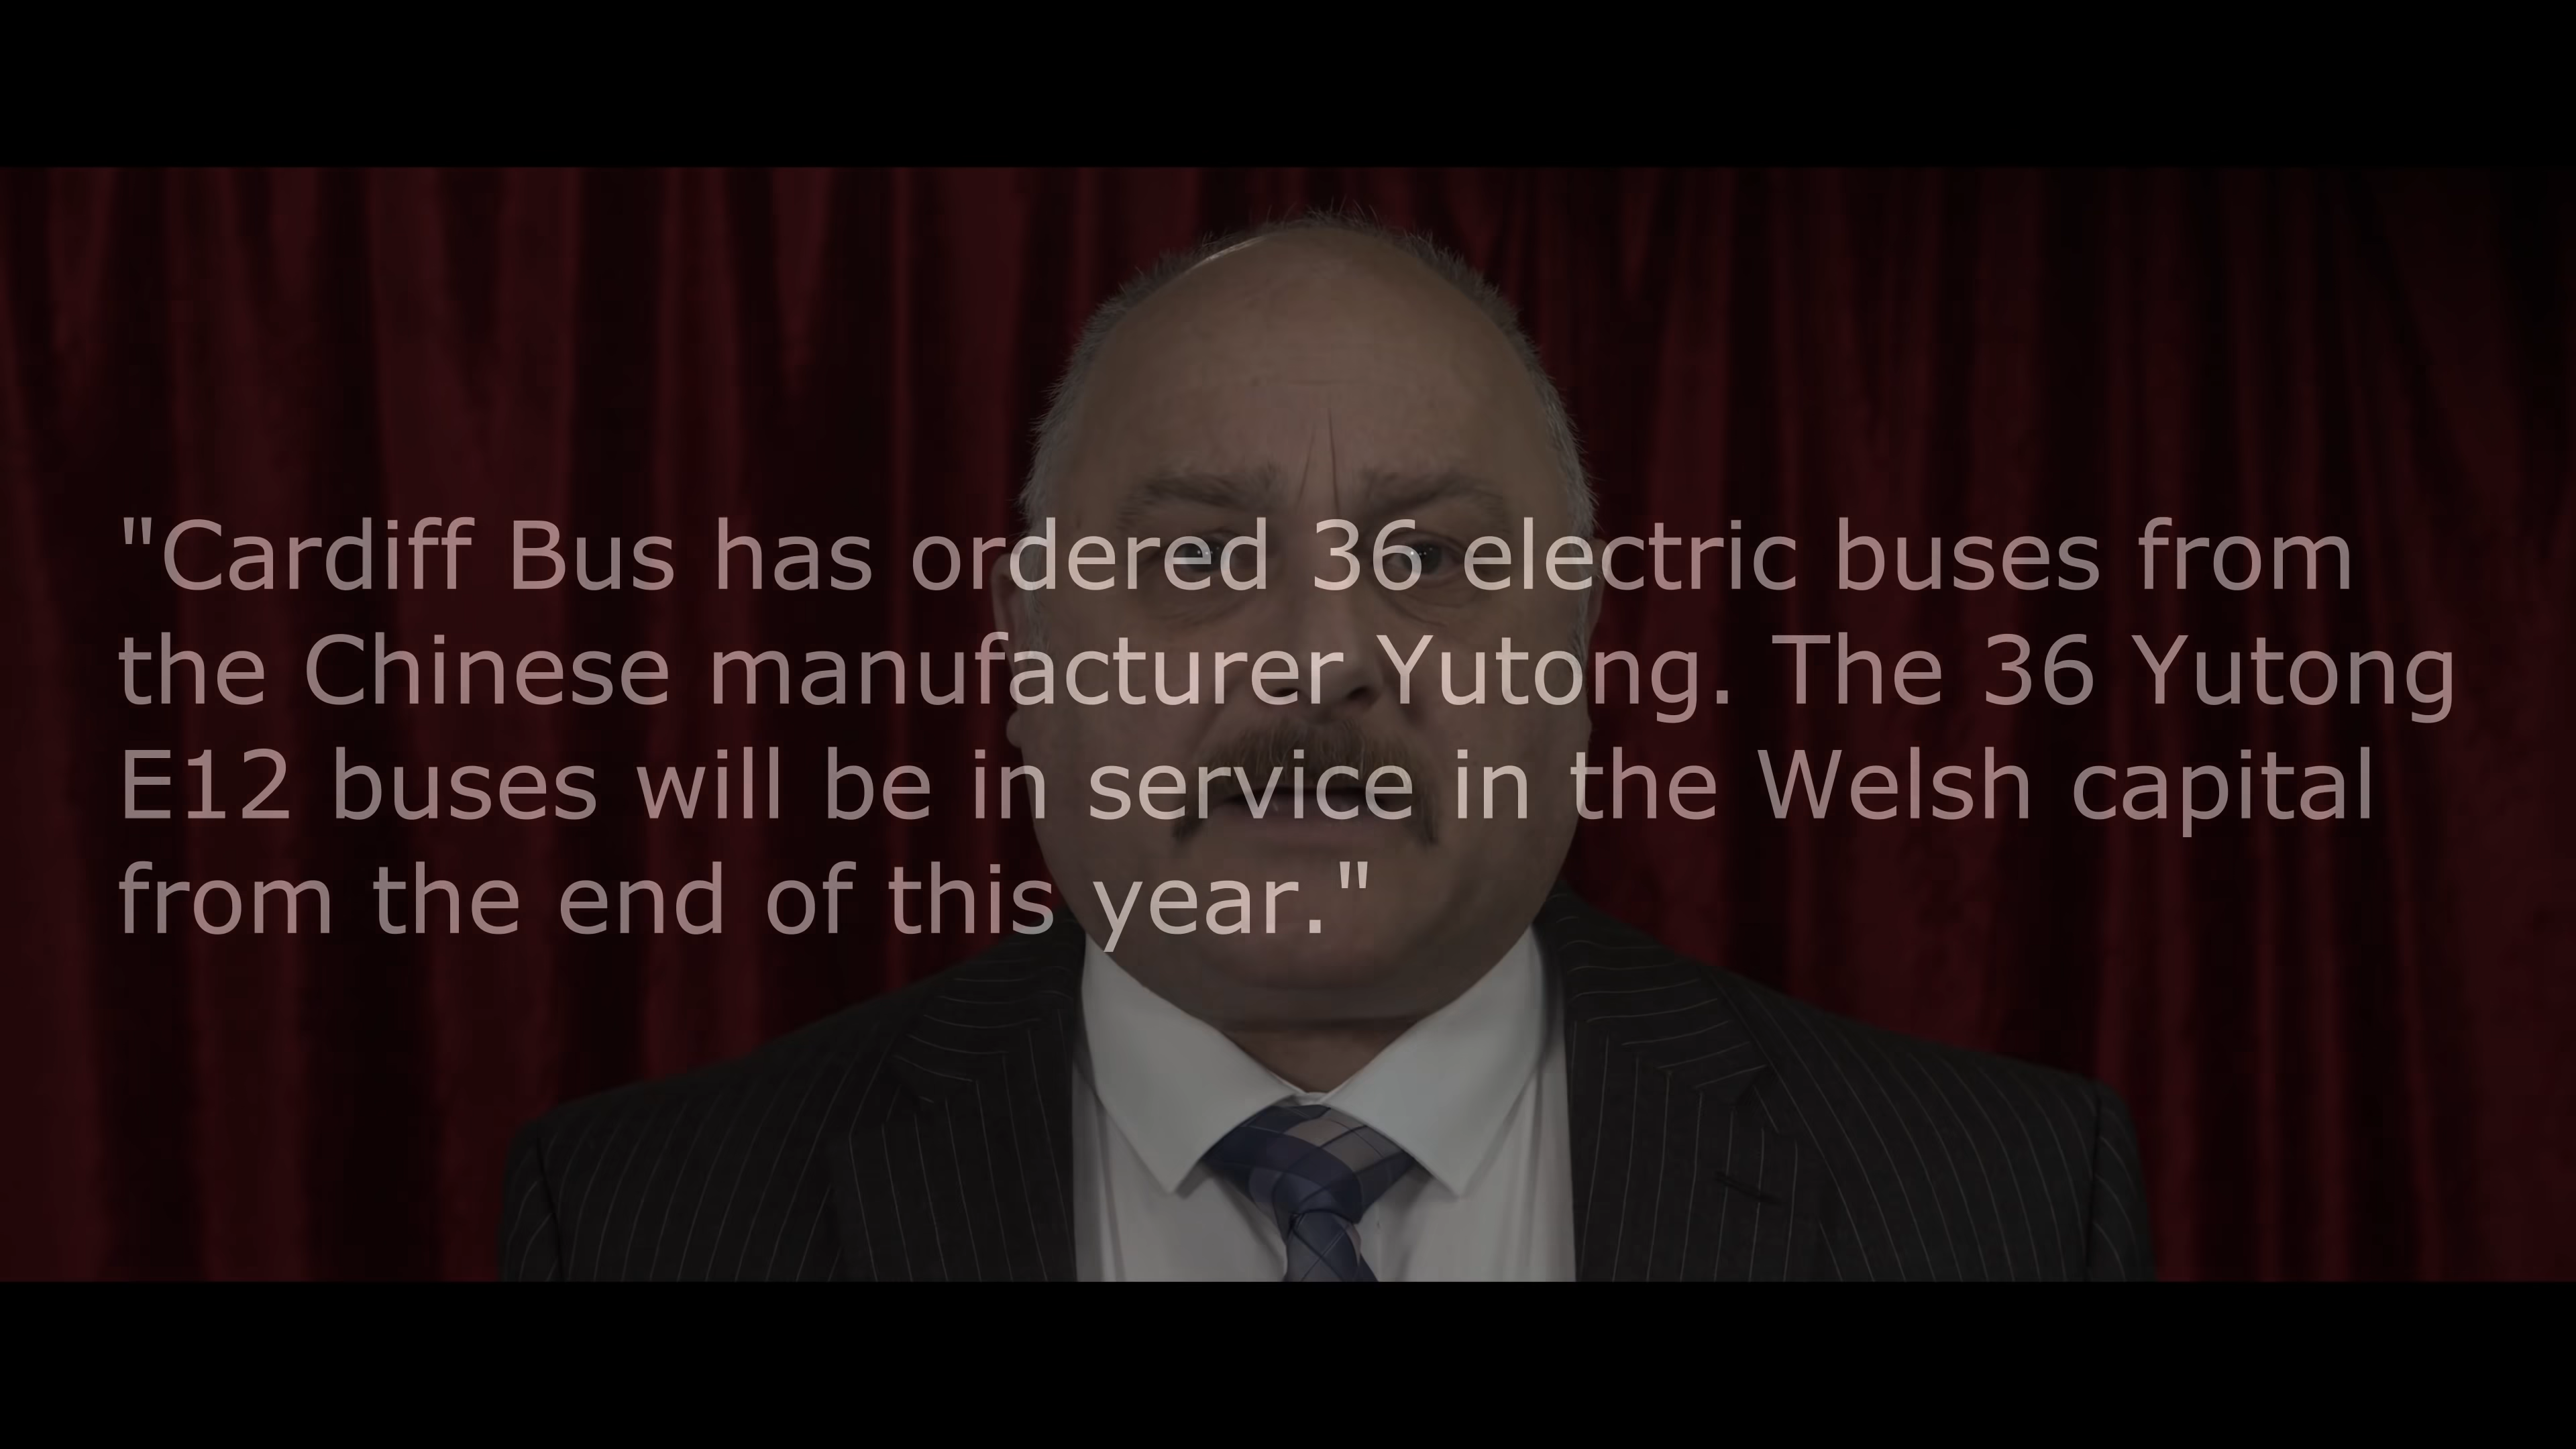 "Cardiff Bus has ordered 36 electric buses from
the Chinese manufacturer Yutong. The 36 Yutong
E12 buses will be in service in the Welsh capital
from the end of this year."